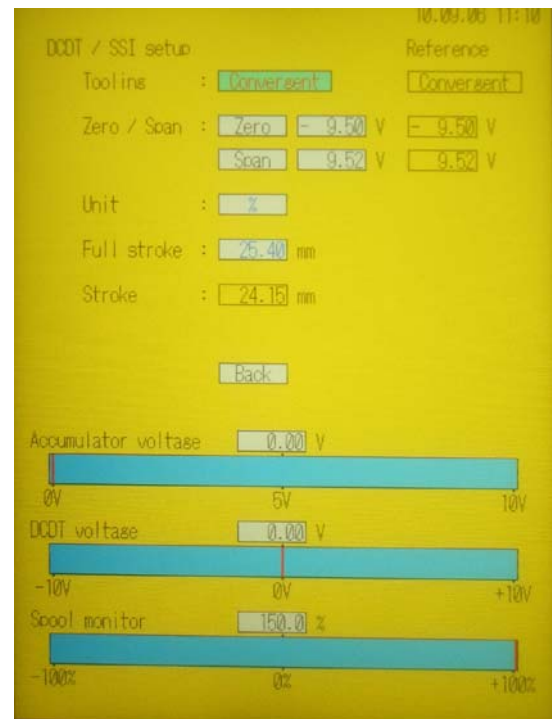 10.09.06 11:10
DCDT / SSI setup Reference
Tooling : Convergent Convergent
Zero / Span : Zero - 9.50 V - 9.50 V
Span 9.52 V 9.52 V
Unit : %
Full stroke : 25.40 mm
Stroke : 24.15 mm
Back
Accumulator voltage 0.00 V
0V 5V 10V
DCDT voltage 0.00 V
-10V 0V +10V
Spool monitor 150.0 %
-100% 0% +100%